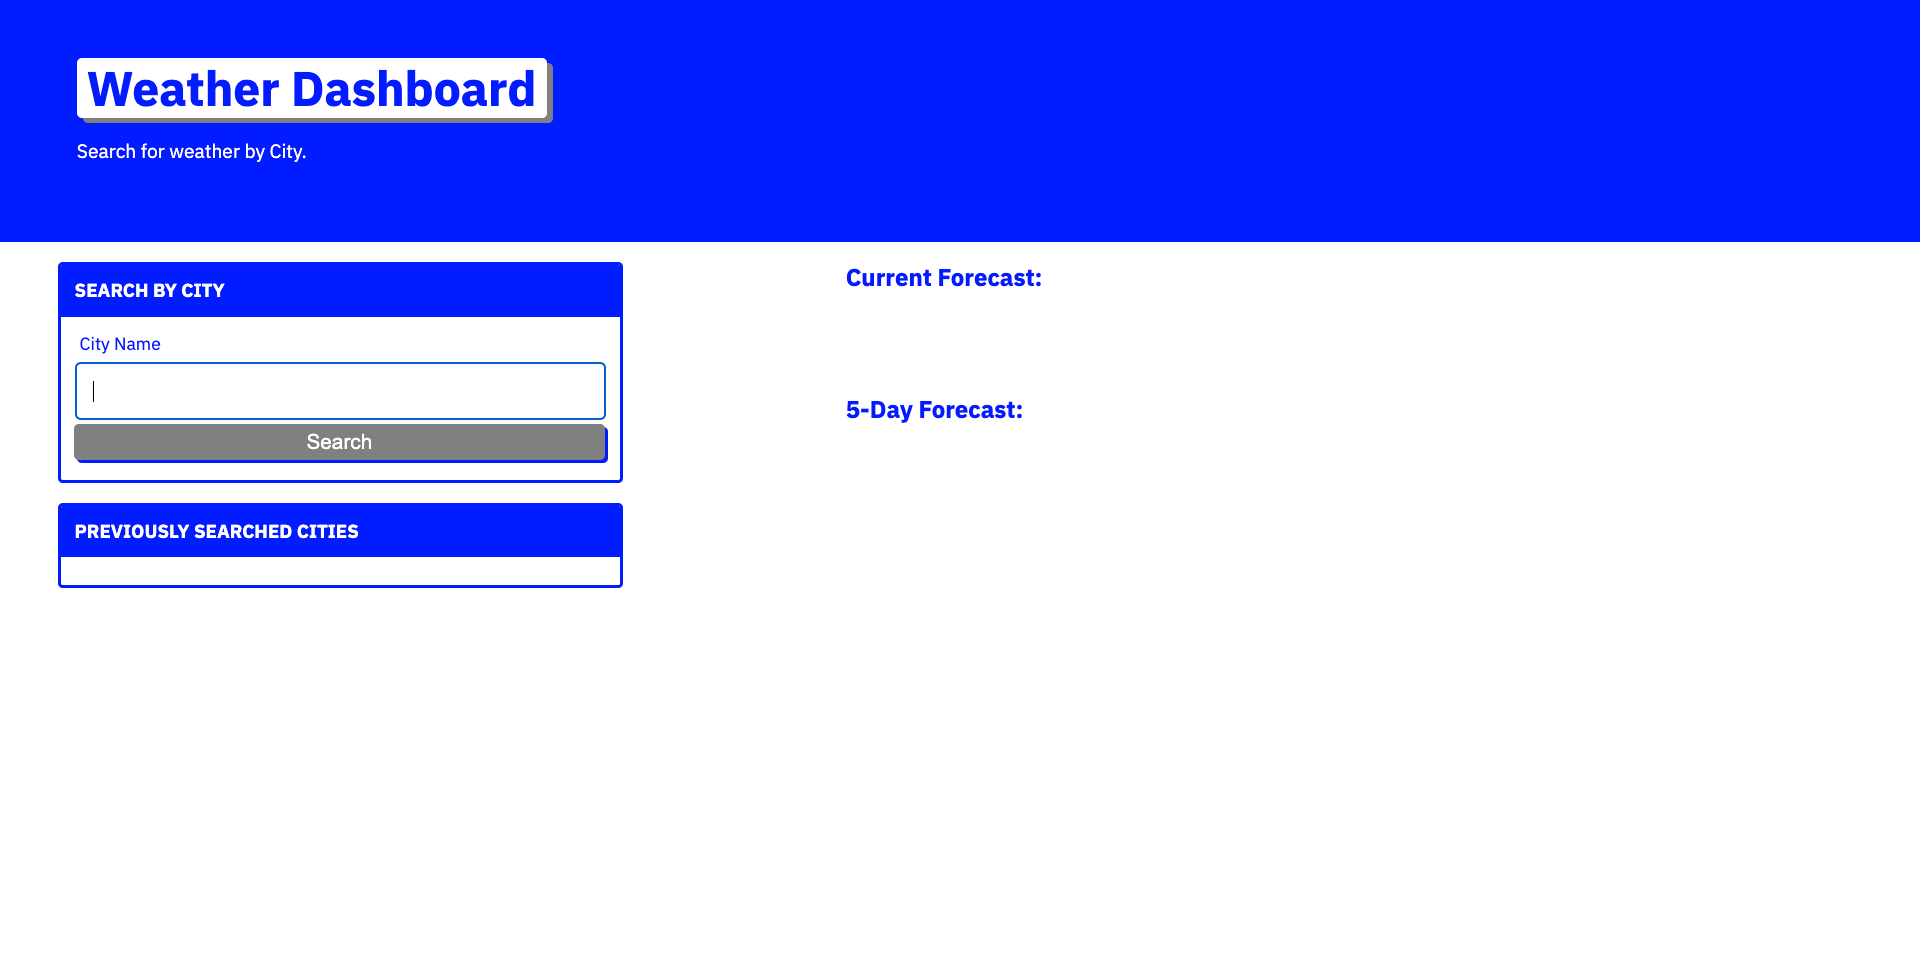 Weather Dashboard
Search for weather by City.
SEARCH BY CITY
City Name
Search
PREVIOUSLY SEARCHED CITIES
Current Forecast:
5-Day Forecast: